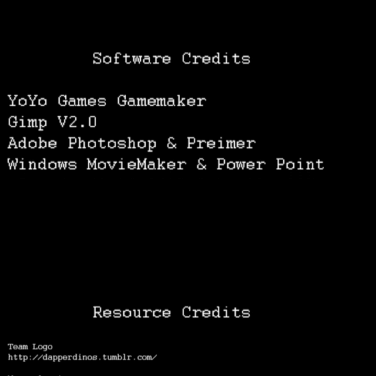 Software Credits
YoYo Games Gamemaker
Gimp V2.0
Adobe Photoshop & Preimer
Windows MovieMaker & Power Point
Resource Credits
Team Logo
http://dapperdinos.tumblr.com/